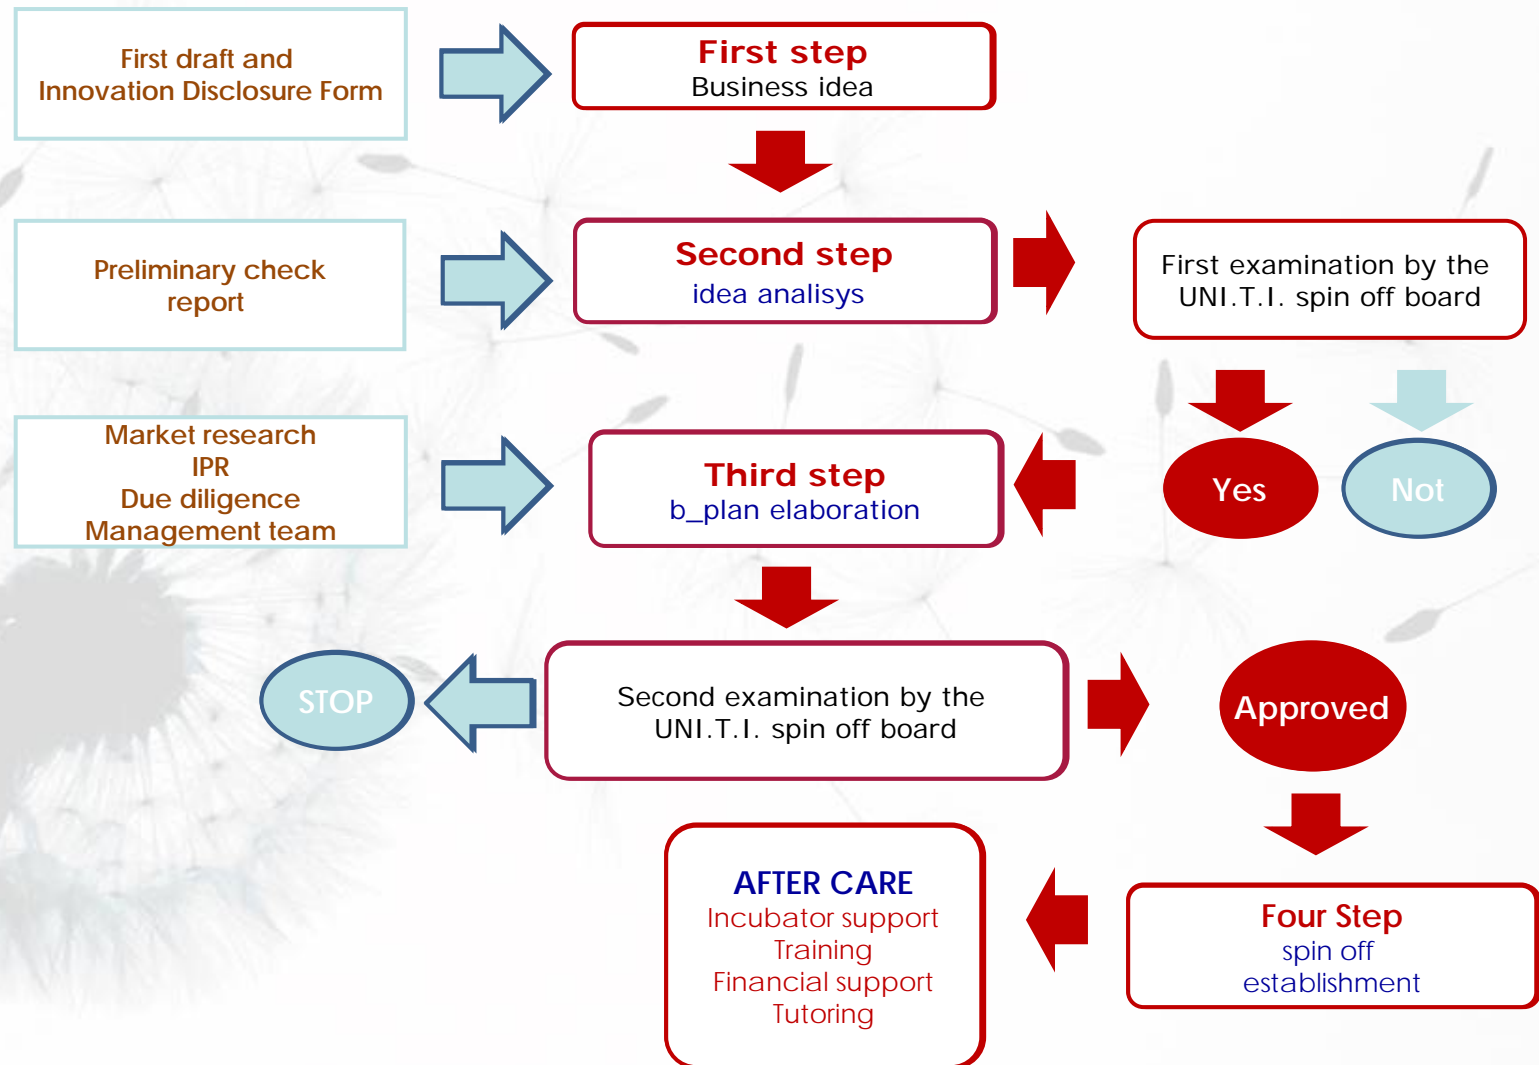 First draft and
Innovation Disclosure Form
First step
Business idea
Preliminary check
report
Second step
idea analisys
First examination by the
UNI.T.I. spin off board
Market research
IPR
Due diligence
Management team
Third step
b_plan elaboration
Yes
Not
STOP
Second examination by the
UNI.T.I. spin off board
Approved
AFTER CARE
Incubator support
Training
Financial support
Tutoring
Four Step
spin off
establishment